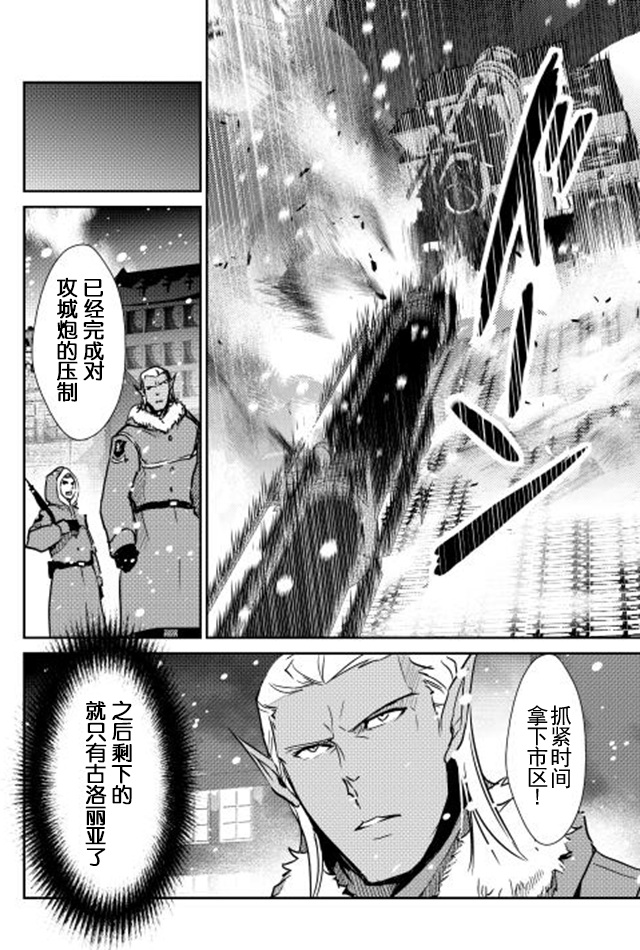 已经完成对
攻城炮的压制
抓紧时间
拿下市区！
之后剩下的
就只有古洛丽亚了